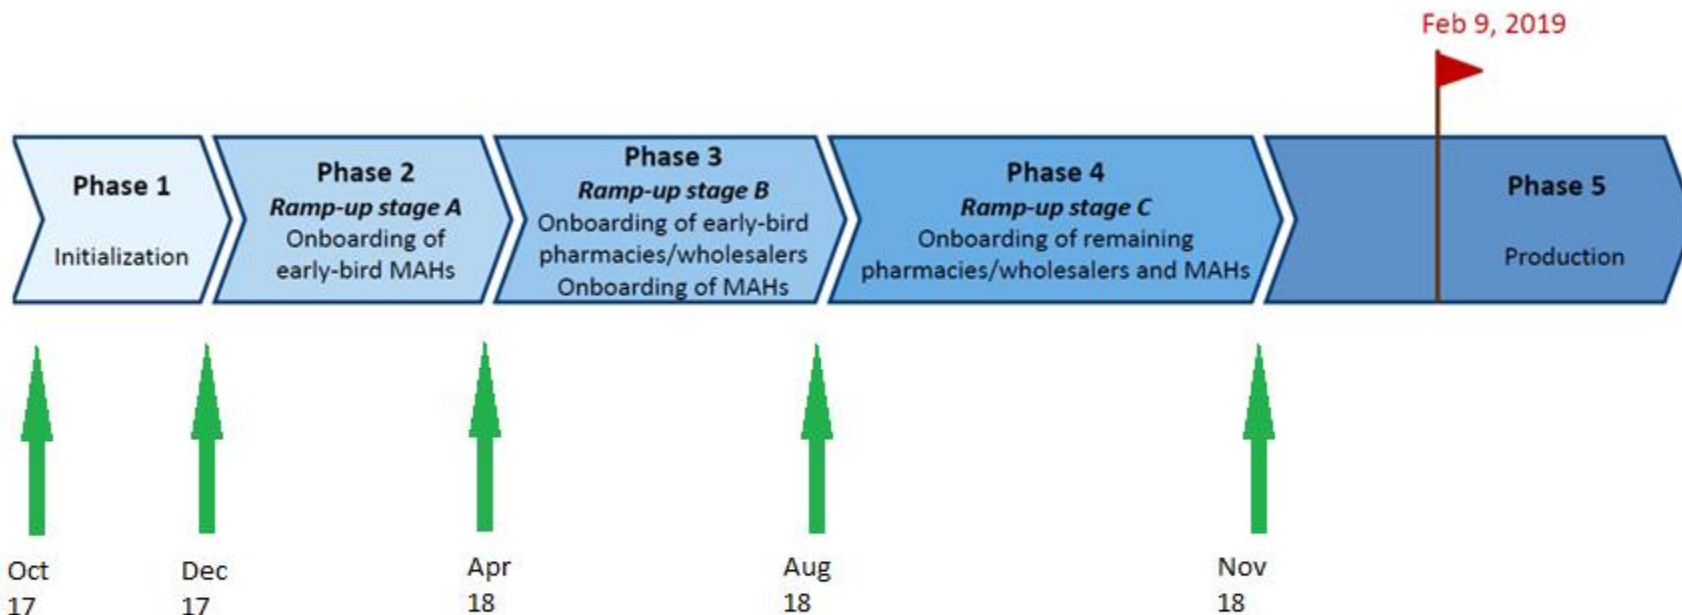 Feb 9, 2019
Phase 1
Initialization
Phase 2
Ramp-up stage A
Onboarding of
early-bird MAHs
Phase 3
Ramp-up stage B
Onboarding of early-bird
pharmacies/wholesalers
Onboarding of MAHs
Phase 4
Ramp-up stage C
Onboarding of remaining
pharmacies/wholesalers and MAHs
Phase 5
Production
Oct
17
Dec
17
Apr
18
Aug
18
Nov
18